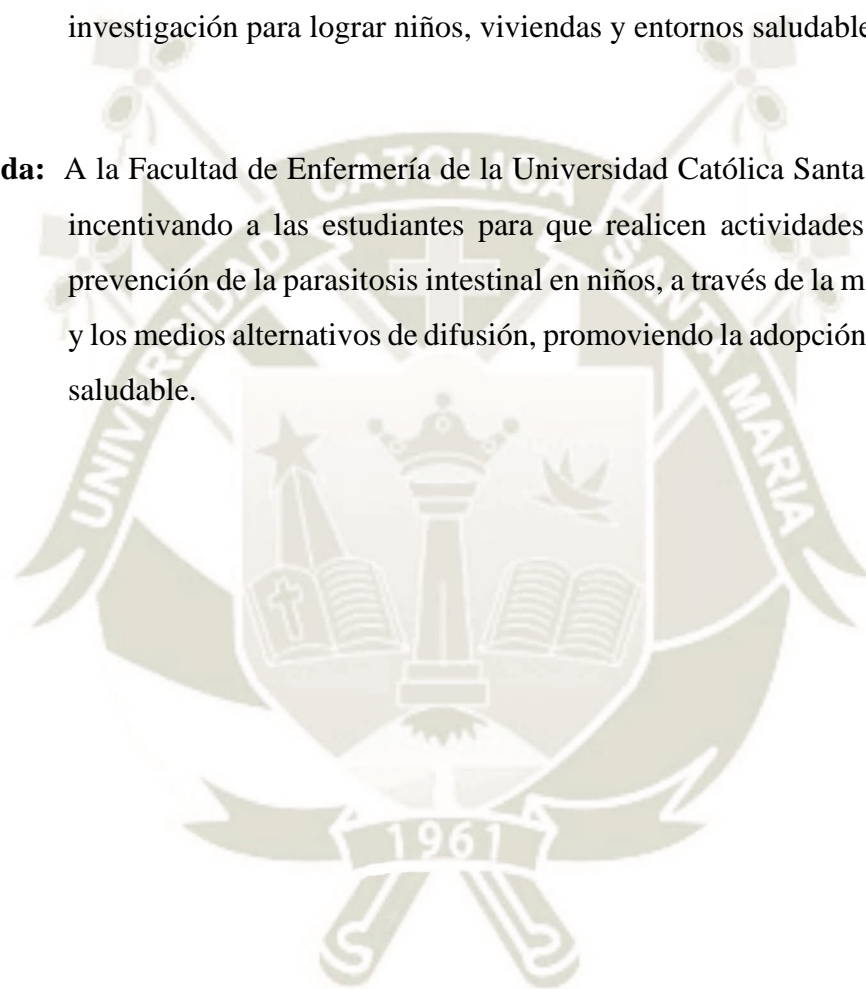 investigación para lograr niños, viviendas y entornos saludable
da: A la Facultad de Enfermería de la Universidad Católica Santa
incentivando a las estudiantes para que realicen actividades
prevención de la parasitosis intestinal en niños, a través de la m
y los medios alternativos de difusión, promoviendo la adopción
saludable.
UNIVERSIDAD CATOLICA SANTA MARIA
1961